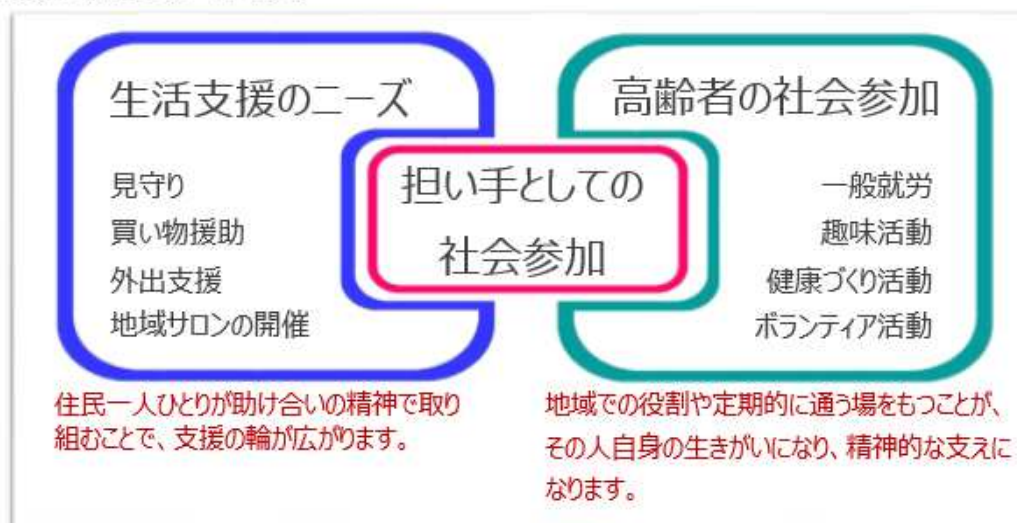 生活支援のニーズ
見守り
買い物援助
外出支援
地域サロンの開催
担い手としての
社会参加
高齢者の社会参加
一般就労
趣味活動
健康づくり活動
ボランティア活動
住民一人ひとりが助け合いの精神で取り
組むことで、支援の輪が広がります。
地域での役割や定期的に通う場をもつことが、
その人自身の生きがいになり、精神的な支えに
なります。